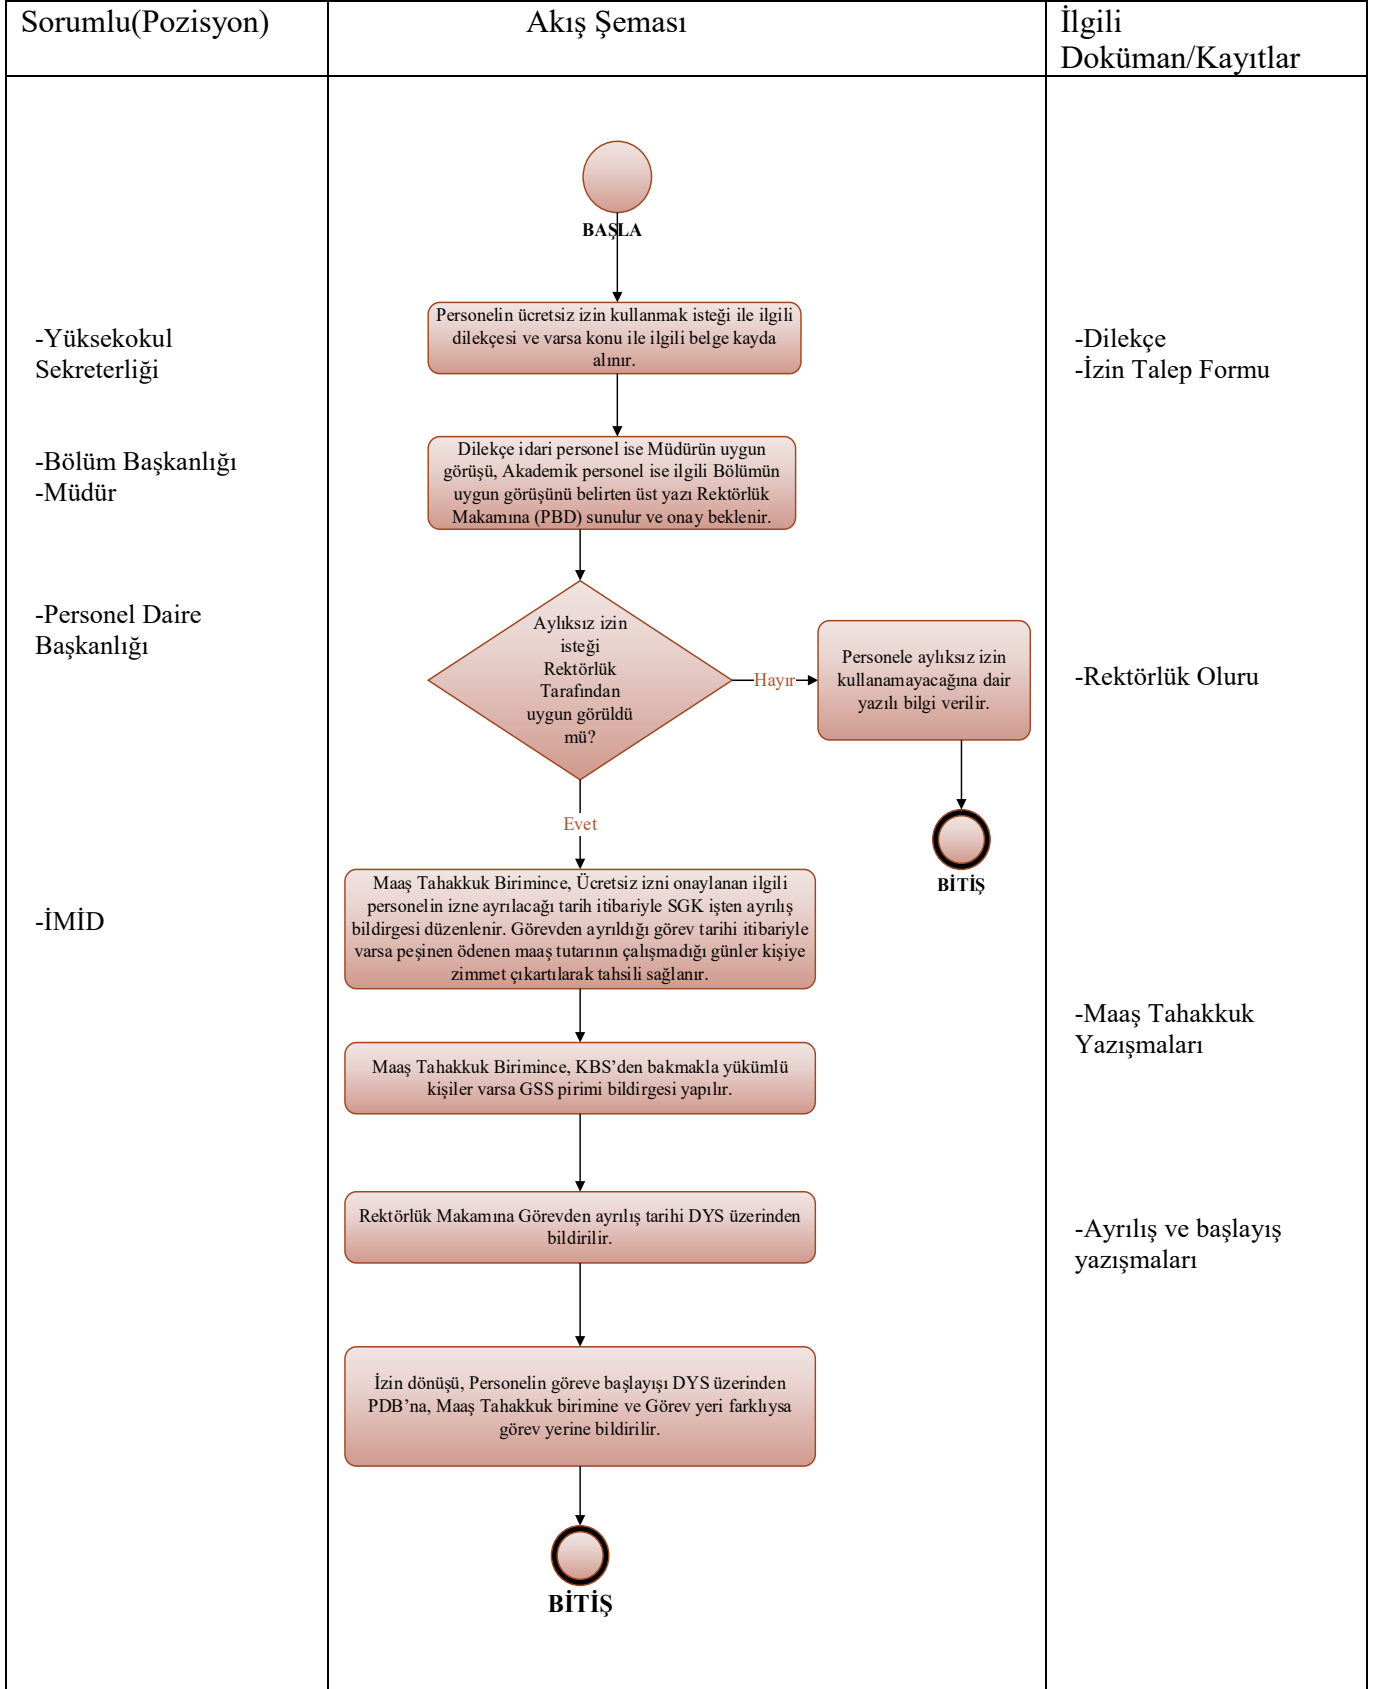 Sorumlu(Pozisyon)
Akış Şeması
İlgili
Doküman/Kayıtlar
BAŞLA
-Yüksekokul
Sekreterliği
Personelin ücretsiz izin kullanmak isteği ile ilgili
dilekçesi ve varsa konu ile ilgili belge kayda
alınır.
-Dilekçe
-İzin Talep Formu
-Bölüm Başkanlığı
-Müdür
Dilekçe idari personel ise Müdürün uygun
görüşü, Akademik personel ise ilgili Bölümün
uygun görüşünü belirten üst yazı Rektörlük
Makamına (PBD) sunulur ve onay beklenir.
-Personel Daire
Başkanlığı
Aylıksız izin
isteği
Rektörlük
Tarafından
uygun görüldü
mü?
Hayır
Personele aylıksız izin
kullanamayacağına dair
yazılı bilgi verilir.
-Rektörlük Oluru
Evet
BİTİŞ
-İMİD
Maaş Tahakkuk Birimince, Ücretsiz izni onaylanan ilgili
personelin izne ayrılacağı tarih itibariyle SGK işten ayrılış
bildirgesi düzenlenir. Görevden ayrıldığı görev tarihi itibariyle
varsa peşinen ödenen maaş tutarının çalışmadığı günler kişiye
zimmet çıkartılarak tahsili sağlanır.
-Maaş Tahakkuk
Yazışmaları
Maaş Tahakkuk Birimince, KBS’den bakmakla yükümlü
kişiler varsa GSS pirimi bildirgesi yapılır.
Rektörlük Makamına Görevden ayrılış tarihi DYS üzerinden
bildirilir.
-Ayrılış ve başlayış
yazışmaları
İzin dönüşü, Personelin göreve başlayışı DYS üzerinden
PDB’na, Maaş Tahakkuk birimine ve Görev yeri farklıysa
görev yerine bildirilir.
BİTİŞ